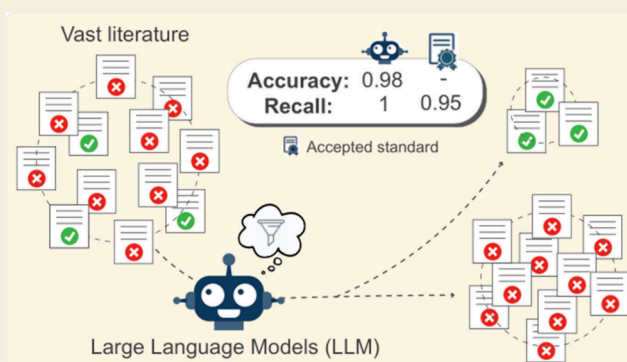 Vast literature
Accuracy: 0.98 -
Recall: 1 0.95
Accepted standard
Large Language Models (LLM)